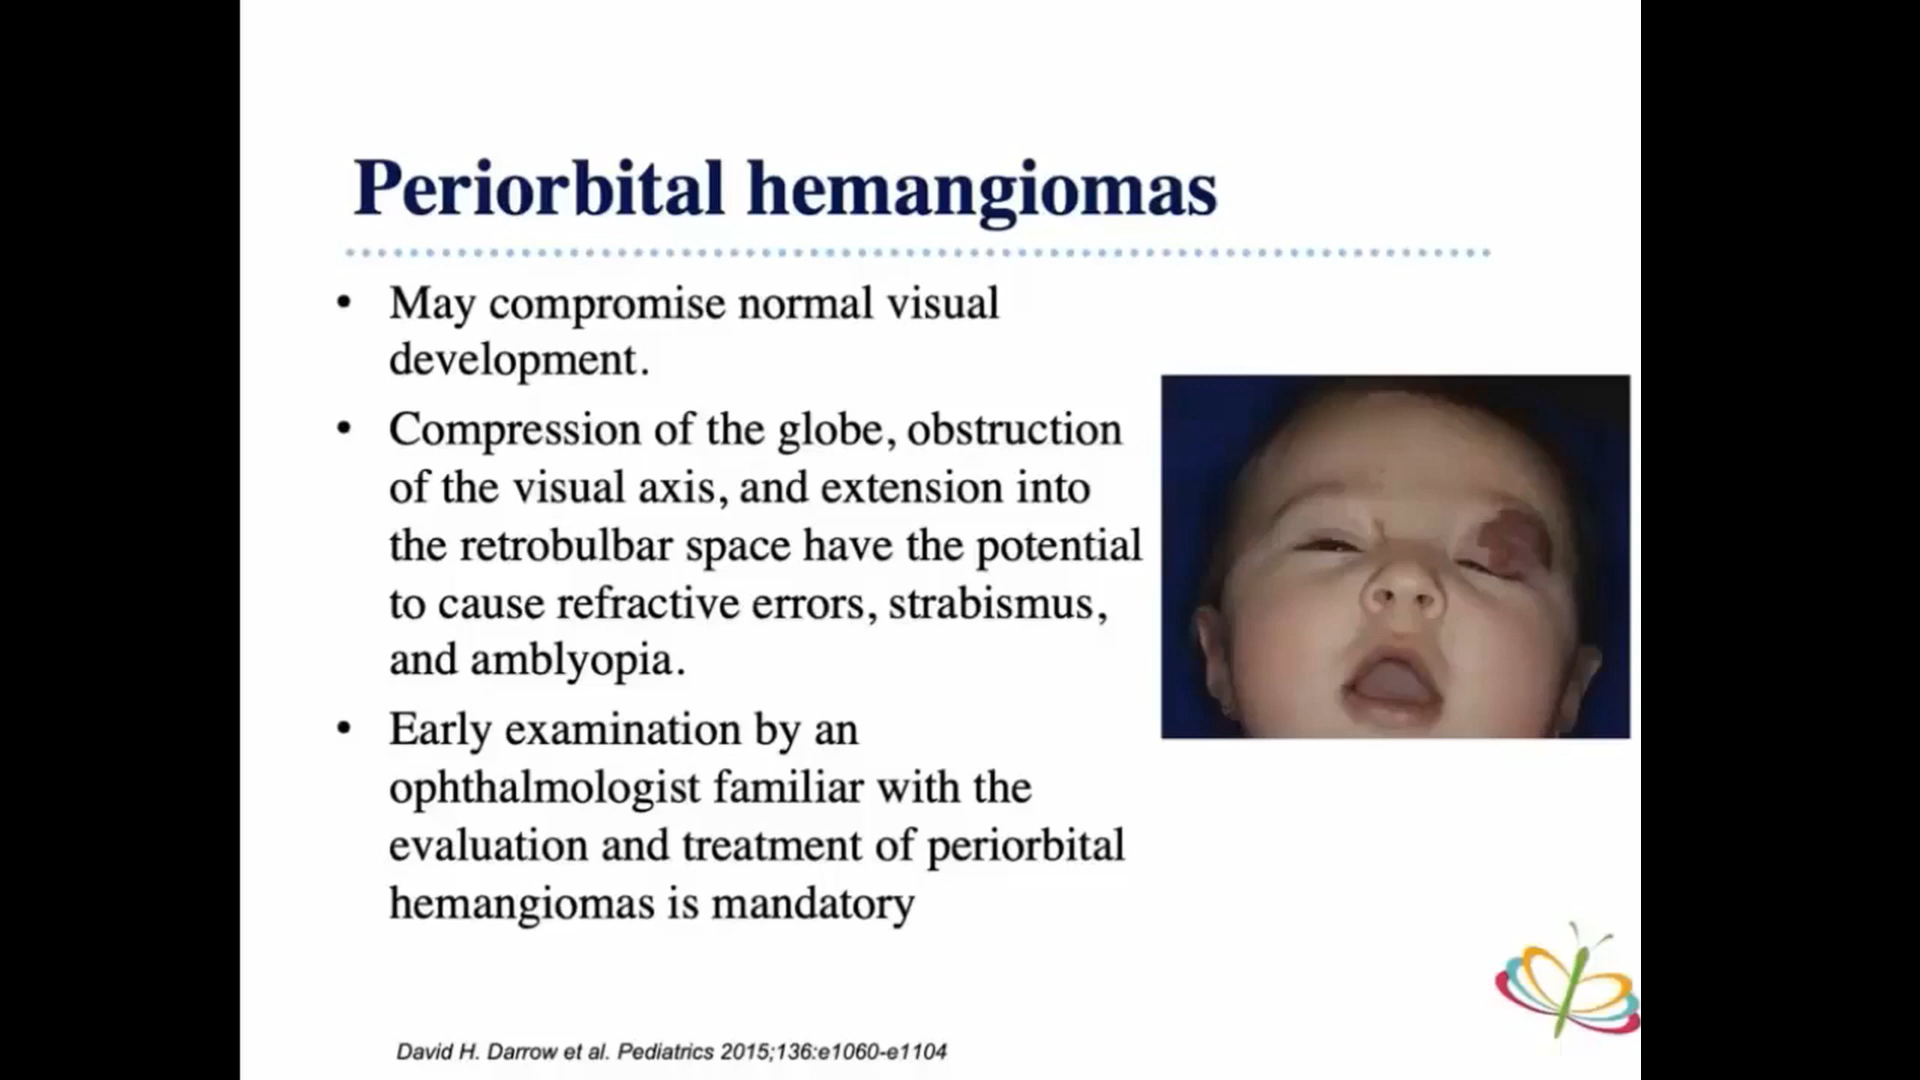 Periorbital hemangiomas
• May compromise normal visual
development.
• Compression of the globe, obstruction
of the visual axis, and extension into
the retrobulbar space have the potential
to cause refractive errors, strabismus,
and amblyopia.
• Early examination by an
ophthalmologist familiar with the
evaluation and treatment of periorbital
hemangiomas is mandatory
David H. Darrow et al. Pediatrics 2015;136:e1060-e1104